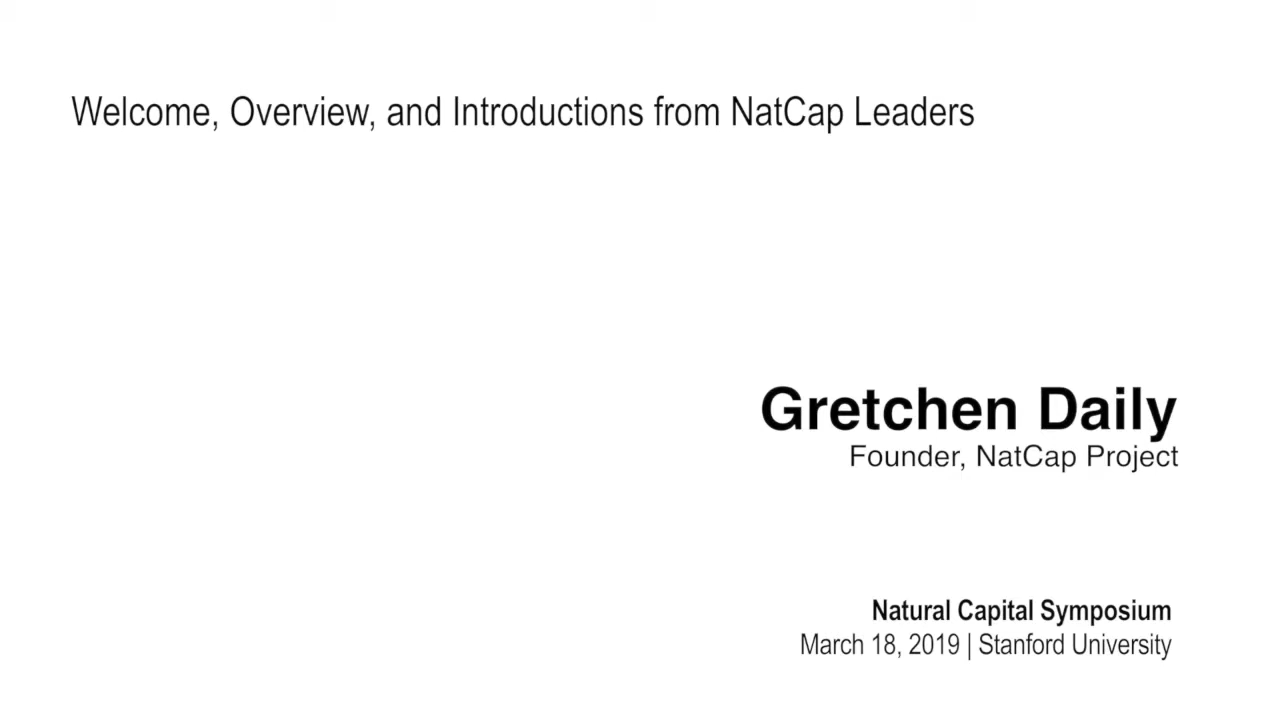 Welcome, Overview, and Introductions from NatCap Leaders
Gretchen Daily
Founder, NatCap Project
Natural Capital Symposium
March 18, 2019 | Stanford University